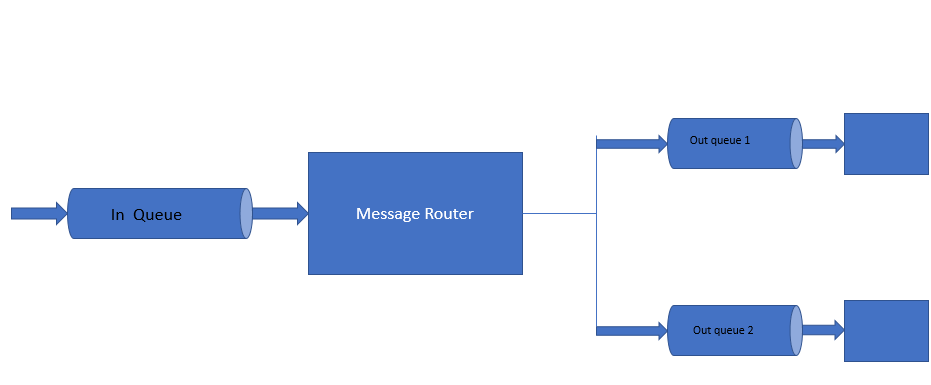 In Queue
Message Router
Out queue 1
Out queue 2